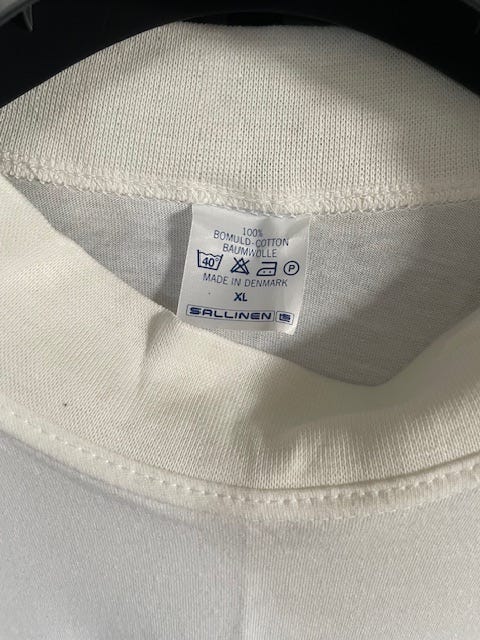 100%
BOMULD-COTTON
BAUMWOLLE
40° P
MADE IN DENMARK
XL
SALLINEN